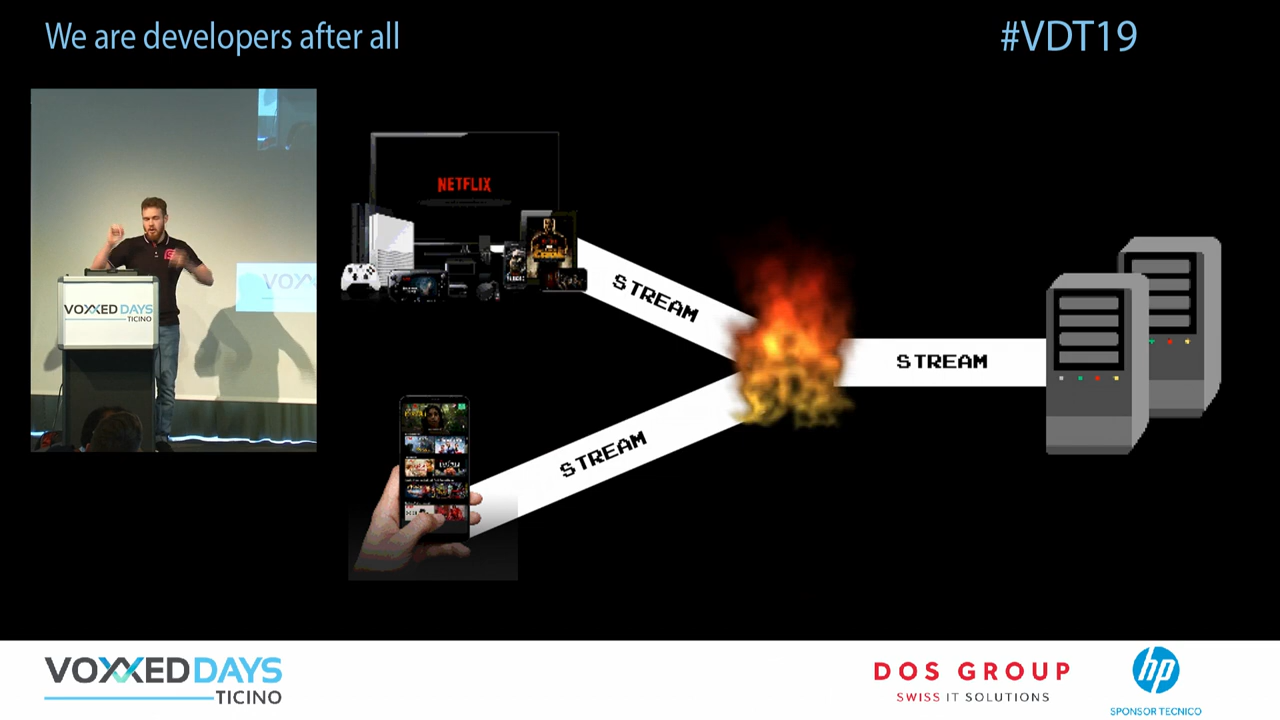 We are developers after all
#VDT19
NETFLIX
STREAM
STREAM
STREAM
VOXXED DAYS
TICINO
VOXX
VOXXED DAYS
TICINO
DOS GROUP
SWISS IT SOLUTIONS
hp
SPONSOR TECNICO